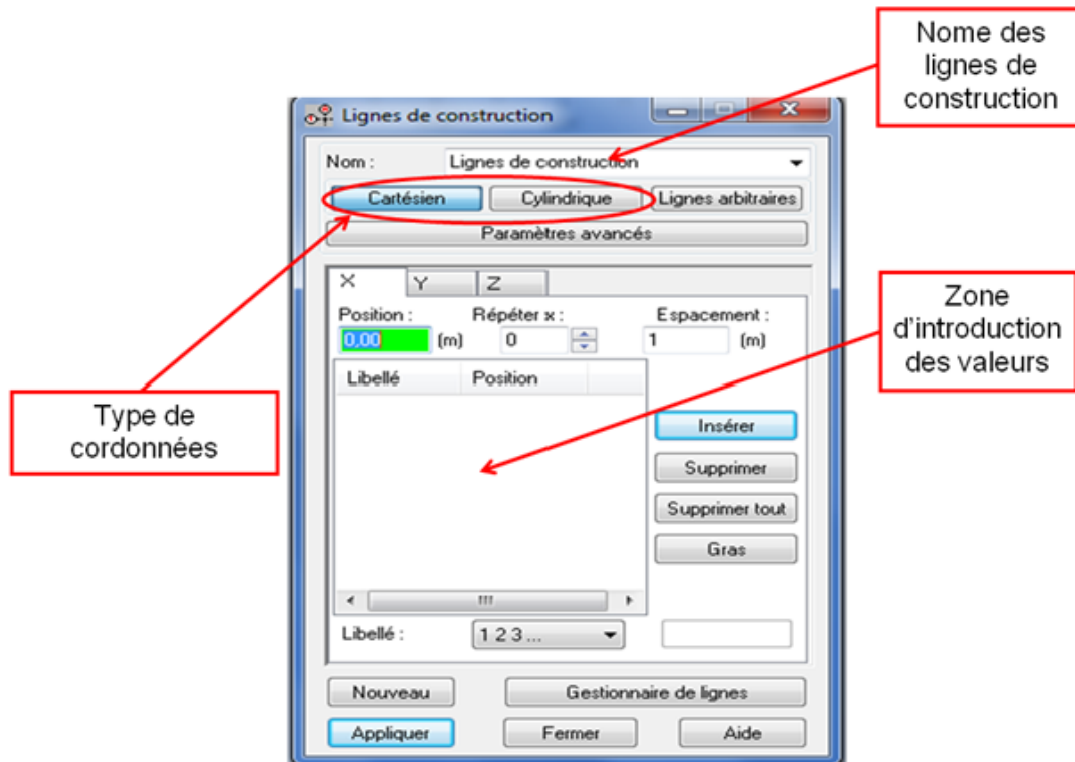 Nome des
lignes de
construction
Lignes de construction
Nom : Lignes de construction
Cartésien Cylindrique Lignes arbitraires
Paramètres avancés
X Y Z
Position : Répéter x : Espacement :
0,00 (m) 0 1 (m)
Zone
d'introduction
des valeurs
Libellé Position
Type de
cordonnées
Insérer
Supprimer
Supprimer tout
Gras
Libellé : 1 2 3 ...
Nouveau Gestionnaire de lignes
Appliquer Fermer Aide